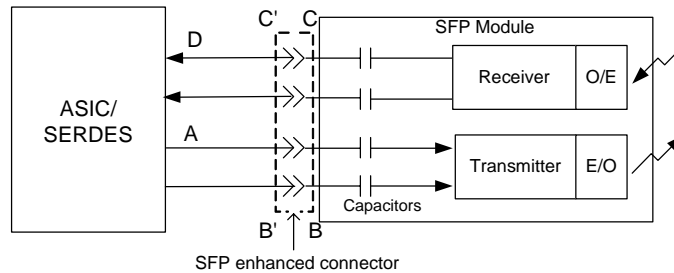 C' C
SFP Module
D
Receiver O/E
ASIC/
SERDES
A
Transmitter E/O
Capacitors
B' B
SFP enhanced connector